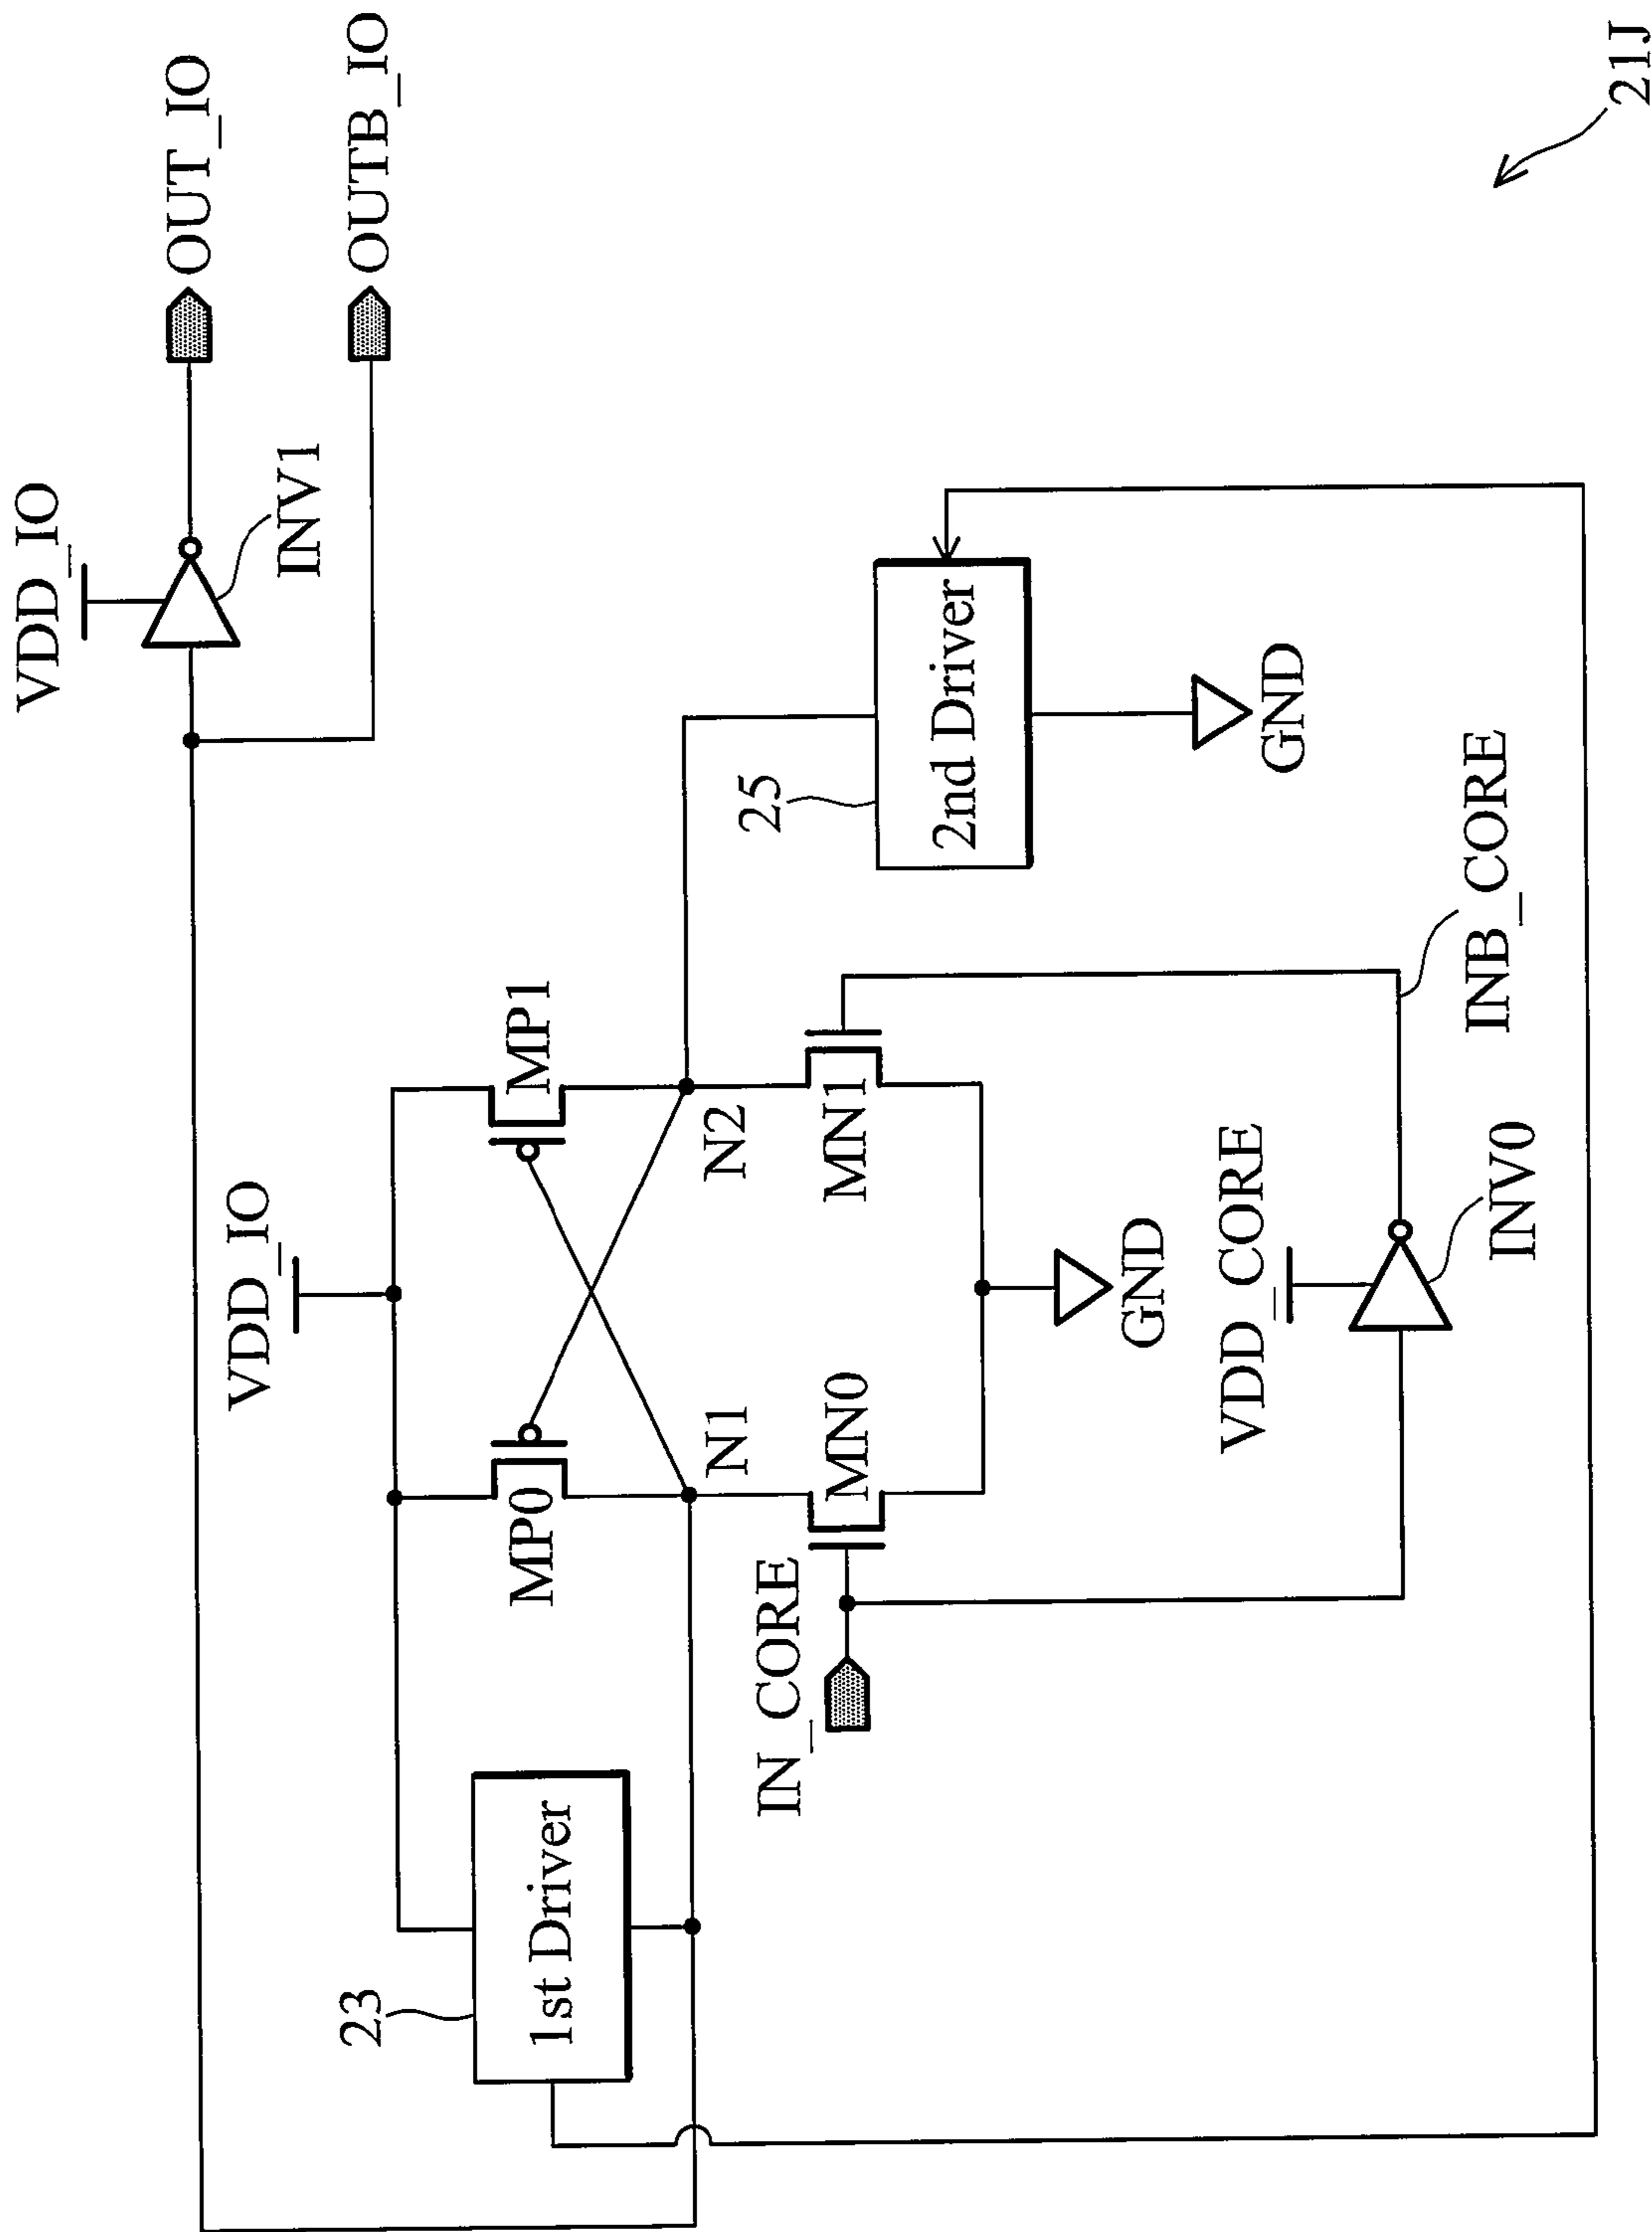 VDD_IO
OUT_IO
INV1
OUTB_IO
VDD_IO
23
1st Driver
MP0
MP1
N1
N2
25
2nd Driver
IN_CORE
MN0
MN1
GND
GND
VDD_CORE
INV0
INB_CORE
21J